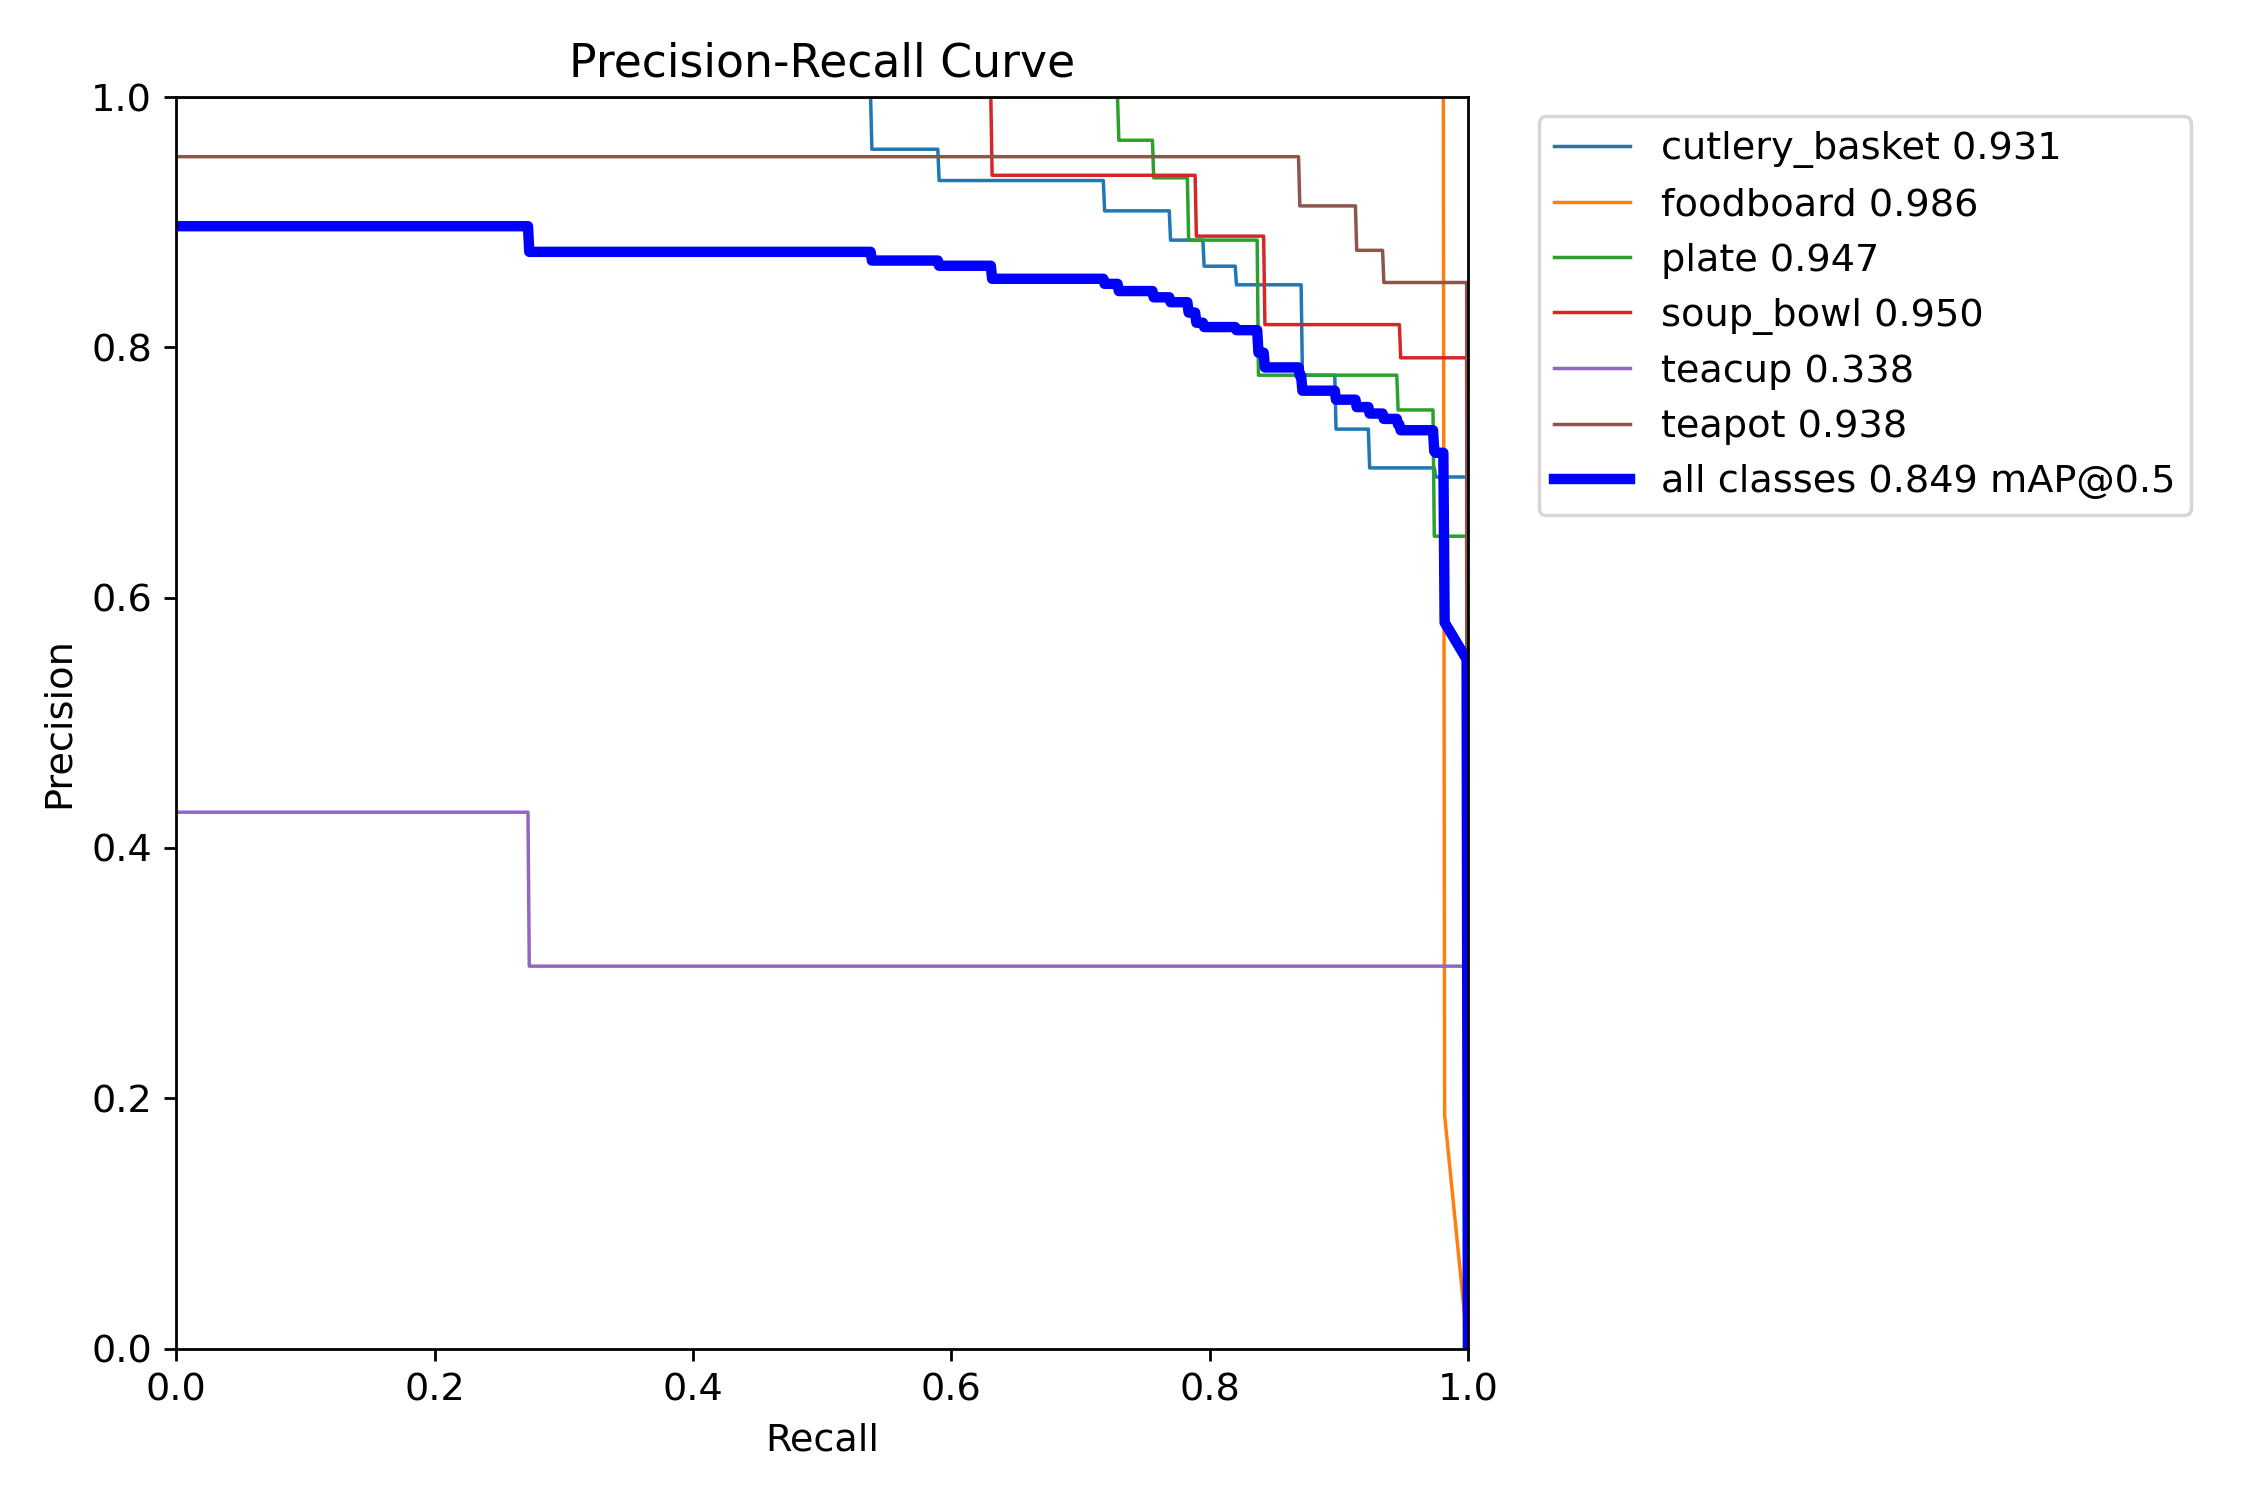 Precision-Recall Curve
1.0
0.8
0.6
0.4
0.2
0.0
Precision
0.0 0.2 0.4 0.6 0.8 1.0
Recall
cutlery_basket 0.931
foodboard 0.986
plate 0.947
soup_bowl 0.950
teacup 0.338
teapot 0.938
all classes 0.849 mAP@0.5